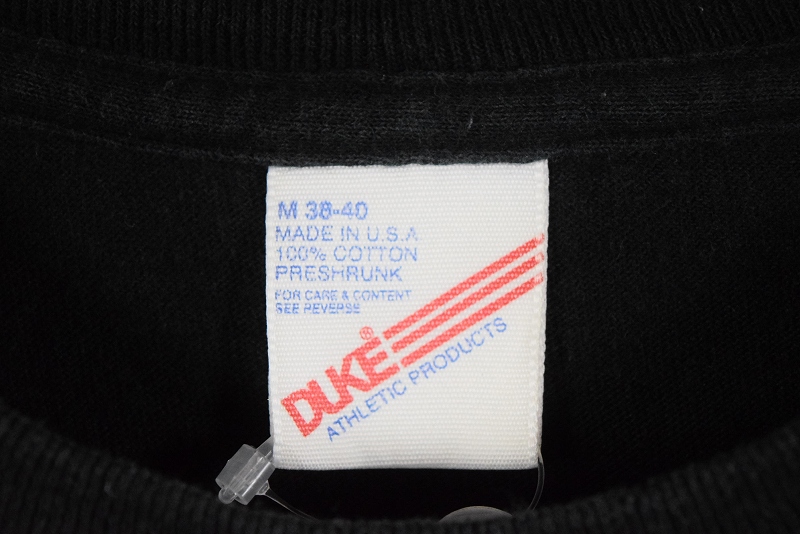 M 38-40
MADE IN U.S.A
100% COTTON
PRESHRUNK
FOR CARE & CONTENT
SEE REVERSE
DUKE®
ATHLETIC PRODUCTS